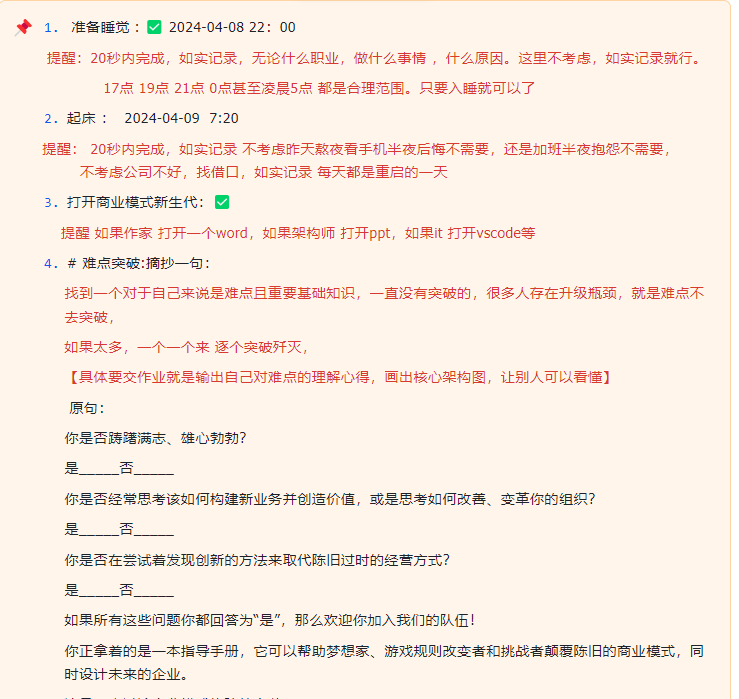 1. 准备睡觉：✅ 2024-04-08 22：00
提醒：20秒内完成，如实记录，无论什么职业，做什么事情 ，什么原因。这里不考虑，如实记录就行。
17点 19点 21点 0点甚至凌晨5点 都是合理范围。只要入睡就可以了
2. 起床 ： 2024-04-09 7:20
提醒： 20秒内完成，如实记录 不考虑昨天熬夜看手机半夜后悔不需要，还是加班半夜抱怨不需要，
不考虑公司不好，找借口，如实记录 每天都是重启的一天
3. 打开商业模式新生代：✅
提醒 如果作家 打开一个word，如果架构师 打开ppt，如果it 打开vscode等
4. # 难点突破:摘抄一句：
找到一个对于自己来说是难点且重要基础知识，一直没有突破的，很多人存在升级瓶颈，就是难点不
去突破，
如果太多，一个一个来 逐个突破歼灭，
【具体要交作业就是输出自己对难点的理解心得，画出核心架构图，让别人可以看懂】
原句：
你是否踌躇满志、雄心勃勃？
是_____否_____
你是否经常思考该如何构建新业务并创造价值，或是思考如何改善、变革你的组织？
是_____否_____
你是否在尝试着发现创新的方法来取代陈旧过时的经营方式？
是_____否_____
如果所有这些问题你都回答为“是”，那么欢迎你加入我们的队伍！
你正拿着的是一本指导手册，它可以帮助梦想家、游戏规则改变者和挑战者颠覆陈旧的商业模式，同
时设计未来的企业。